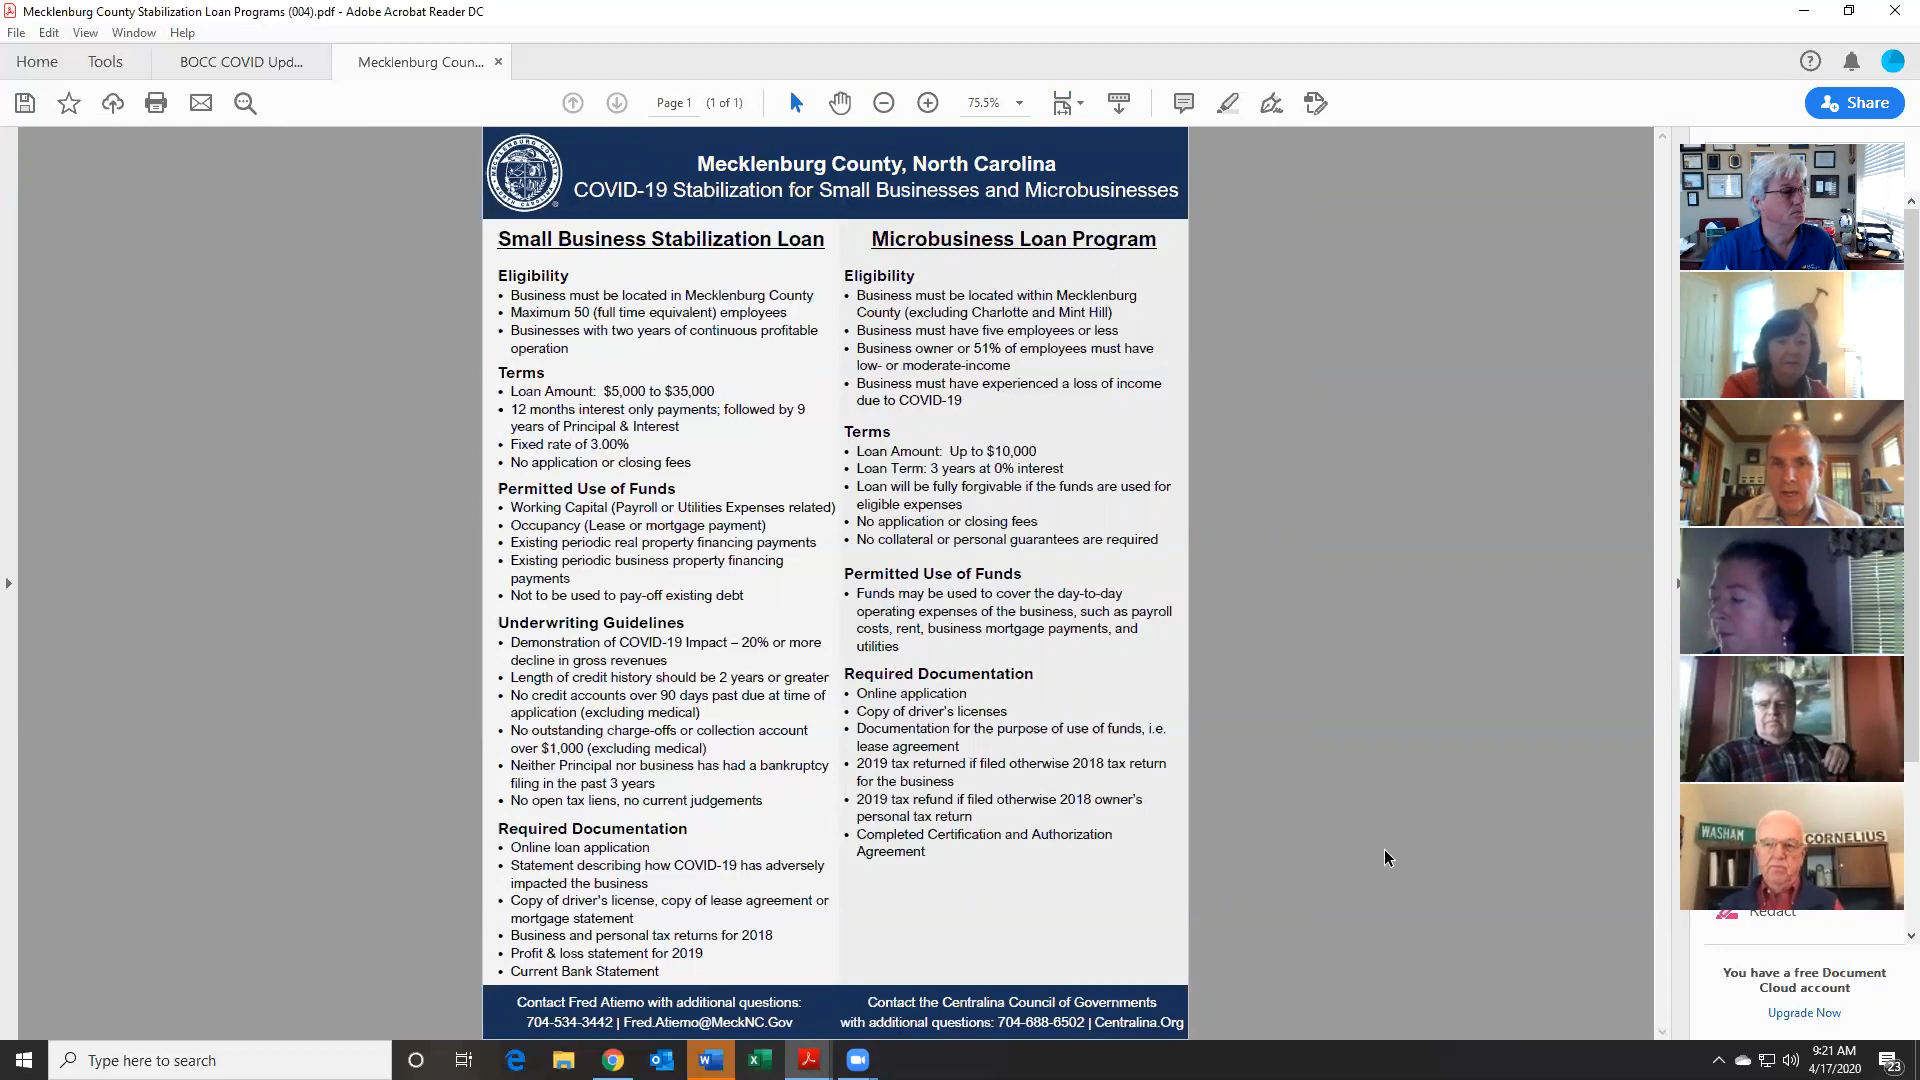 Mecklenburg County Stabilization Loan Programs (004).pdf - Adobe Acrobat Reader DC
File Edit View Window Help
Home Tools BOCC COVID Upd... Mecklenburg Coun... ×
Page 1 (1 of 1) 75.5% Share
MECKLENBURG COUNTY
NORTH CAROLINA
Mecklenburg County, North Carolina
COVID-19 Stabilization for Small Businesses and Microbusinesses
Small Business Stabilization Loan
Eligibility
• Business must be located in Mecklenburg County
• Maximum 50 (full time equivalent) employees
• Businesses with two years of continuous profitable
operation
Terms
• Loan Amount: $5,000 to $35,000
• 12 months interest only payments; followed by 9
years of Principal & Interest
• Fixed rate of 3.00%
• No application or closing fees
Permitted Use of Funds
• Working Capital (Payroll or Utilities Expenses related)
• Occupancy (Lease or mortgage payment)
• Existing periodic real property financing payments
• Existing periodic business property financing
payments
• Not to be used to pay-off existing debt
Underwriting Guidelines
• Demonstration of COVID-19 Impact – 20% or more
decline in gross revenues
• Length of credit history should be 2 years or greater
• No credit accounts over 90 days past due at time of
application (excluding medical)
• No outstanding charge-offs or collection account
over $1,000 (excluding medical)
• Neither Principal nor business has had a bankruptcy
filing in the past 3 years
• No open tax liens, no current judgements
Required Documentation
• Online loan application
• Statement describing how COVID-19 has adversely
impacted the business
• Copy of driver's license, copy of lease agreement or
mortgage statement
• Business and personal tax returns for 2018
• Profit & loss statement for 2019
• Current Bank Statement
Contact Fred Atiemo with additional questions:
704-534-3442 | Fred.Atiemo@MeckNC.Gov
Microbusiness Loan Program
Eligibility
• Business must be located within Mecklenburg
County (excluding Charlotte and Mint Hill)
• Business must have five employees or less
• Business owner or 51% of employees must have
low- or moderate-income
• Business must have experienced a loss of income
due to COVID-19
Terms
• Loan Amount: Up to $10,000
• Loan Term: 3 years at 0% interest
• Loan will be fully forgivable if the funds are used for
eligible expenses
• No application or closing fees
• No collateral or personal guarantees are required
Permitted Use of Funds
• Funds may be used to cover the day-to-day
operating expenses of the business, such as payroll
costs, rent, business mortgage payments, and
utilities
Required Documentation
• Online application
• Copy of driver's licenses
• Documentation for the purpose of use of funds, i.e.
lease agreement
• 2019 tax returned if filed otherwise 2018 tax return
for the business
• 2019 tax refund if filed otherwise 2018 owner's
personal tax return
• Completed Certification and Authorization
Agreement
Contact the Centralina Council of Governments
with additional questions: 704-688-6502 | Centralina.Org
WASHAM CORNELIUS
Redact
You have a free Document
Cloud account
Upgrade Now
Type here to search
9:21 AM
4/17/2020
23